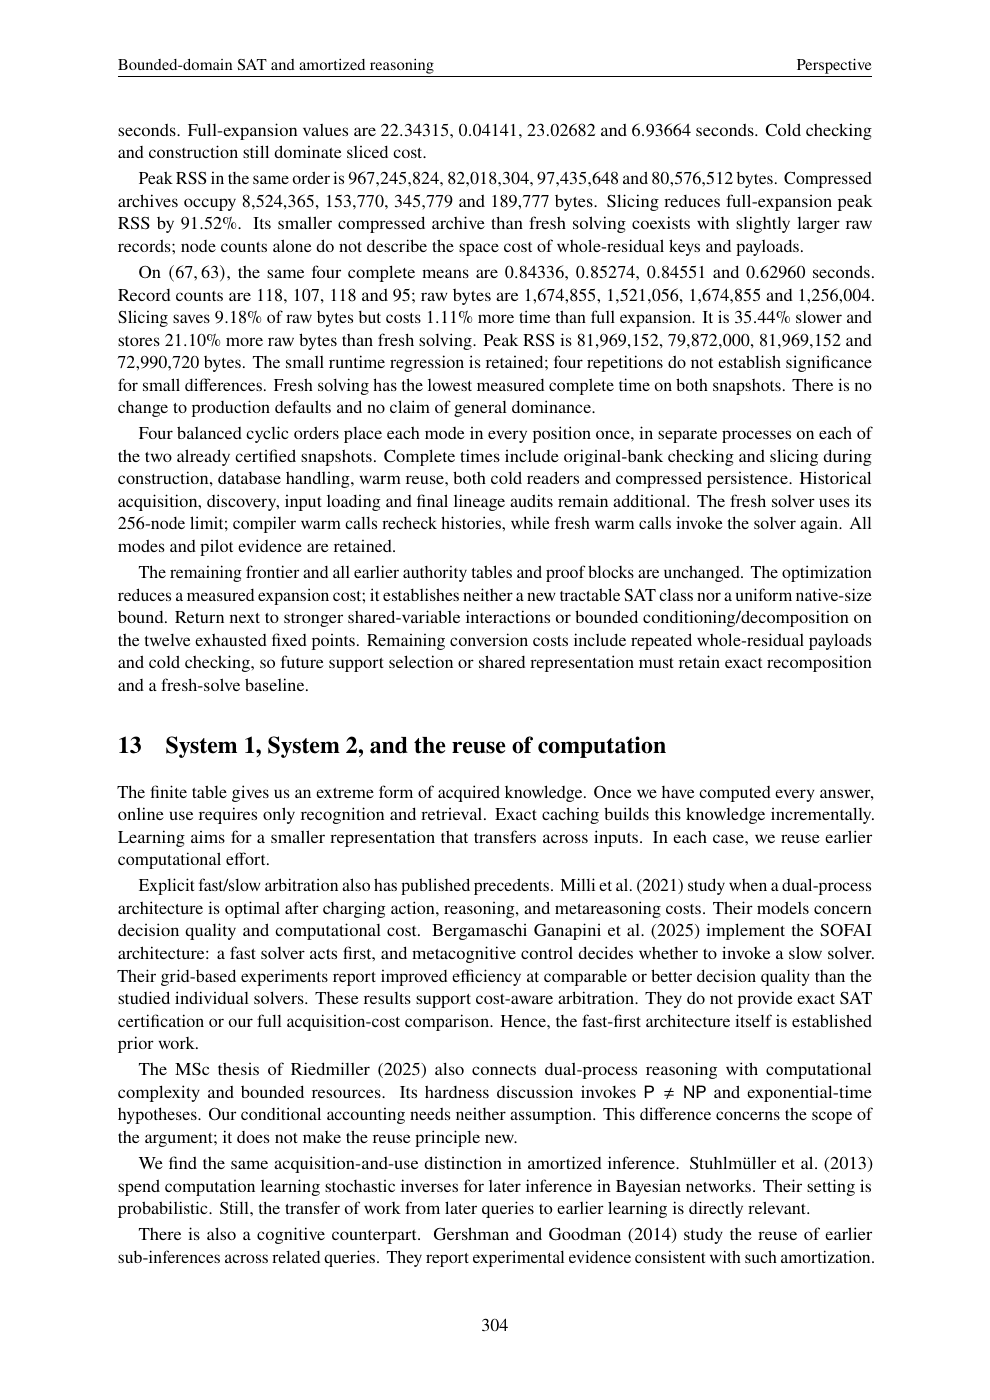 Bounded-domain SAT and amortized reasoning Perspective
seconds. Full-expansion values are 22.34315, 0.04141, 23.02682 and 6.93664 seconds. Cold checking
and construction still dominate sliced cost.
Peak RSS in the same order is 967,245,824, 82,018,304, 97,435,648 and 80,576,512 bytes. Compressed
archives occupy 8,524,365, 153,770, 345,779 and 189,777 bytes. Slicing reduces full-expansion peak
RSS by 91.52%. Its smaller compressed archive than fresh solving coexists with slightly larger raw
records; node counts alone do not describe the space cost of whole-residual keys and payloads.
On (67, 63), the same four complete means are 0.84336, 0.85274, 0.84551 and 0.62960 seconds.
Record counts are 118, 107, 118 and 95; raw bytes are 1,674,855, 1,521,056, 1,674,855 and 1,256,004.
Slicing saves 9.18% of raw bytes but costs 1.11% more time than full expansion. It is 35.44% slower and
stores 21.10% more raw bytes than fresh solving. Peak RSS is 81,969,152, 79,872,000, 81,969,152 and
72,990,720 bytes. The small runtime regression is retained; four repetitions do not establish significance
for small differences. Fresh solving has the lowest measured complete time on both snapshots. There is no
change to production defaults and no claim of general dominance.
Four balanced cyclic orders place each mode in every position once, in separate processes on each of
the two already certified snapshots. Complete times include original-bank checking and slicing during
construction, database handling, warm reuse, both cold readers and compressed persistence. Historical
acquisition, discovery, input loading and final lineage audits remain additional. The fresh solver uses its
256-node limit; compiler warm calls recheck histories, while fresh warm calls invoke the solver again. All
modes and pilot evidence are retained.
The remaining frontier and all earlier authority tables and proof blocks are unchanged. The optimization
reduces a measured expansion cost; it establishes neither a new tractable SAT class nor a uniform native-size
bound. Return next to stronger shared-variable interactions or bounded conditioning/decomposition on
the twelve exhausted fixed points. Remaining conversion costs include repeated whole-residual payloads
and cold checking, so future support selection or shared representation must retain exact recomposition
and a fresh-solve baseline.
13 System 1, System 2, and the reuse of computation
The finite table gives us an extreme form of acquired knowledge. Once we have computed every answer,
online use requires only recognition and retrieval. Exact caching builds this knowledge incrementally.
Learning aims for a smaller representation that transfers across inputs. In each case, we reuse earlier
computational effort.
Explicit fast/slow arbitration also has published precedents. Milli et al. (2021) study when a dual-process
architecture is optimal after charging action, reasoning, and metareasoning costs. Their models concern
decision quality and computational cost. Bergamaschi Ganapini et al. (2025) implement the SOFAI
architecture: a fast solver acts first, and metacognitive control decides whether to invoke a slow solver.
Their grid-based experiments report improved efficiency at comparable or better decision quality than the
studied individual solvers. These results support cost-aware arbitration. They do not provide exact SAT
certification or our full acquisition-cost comparison. Hence, the fast-first architecture itself is established
prior work.
The MSc thesis of Riedmiller (2025) also connects dual-process reasoning with computational
complexity and bounded resources. Its hardness discussion invokes P ≠ NP and exponential-time
hypotheses. Our conditional accounting needs neither assumption. This difference concerns the scope of
the argument; it does not make the reuse principle new.
We find the same acquisition-and-use distinction in amortized inference. Stuhlmüller et al. (2013)
spend computation learning stochastic inverses for later inference in Bayesian networks. Their setting is
probabilistic. Still, the transfer of work from later queries to earlier learning is directly relevant.
There is also a cognitive counterpart. Gershman and Goodman (2014) study the reuse of earlier
sub-inferences across related queries. They report experimental evidence consistent with such amortization.
304